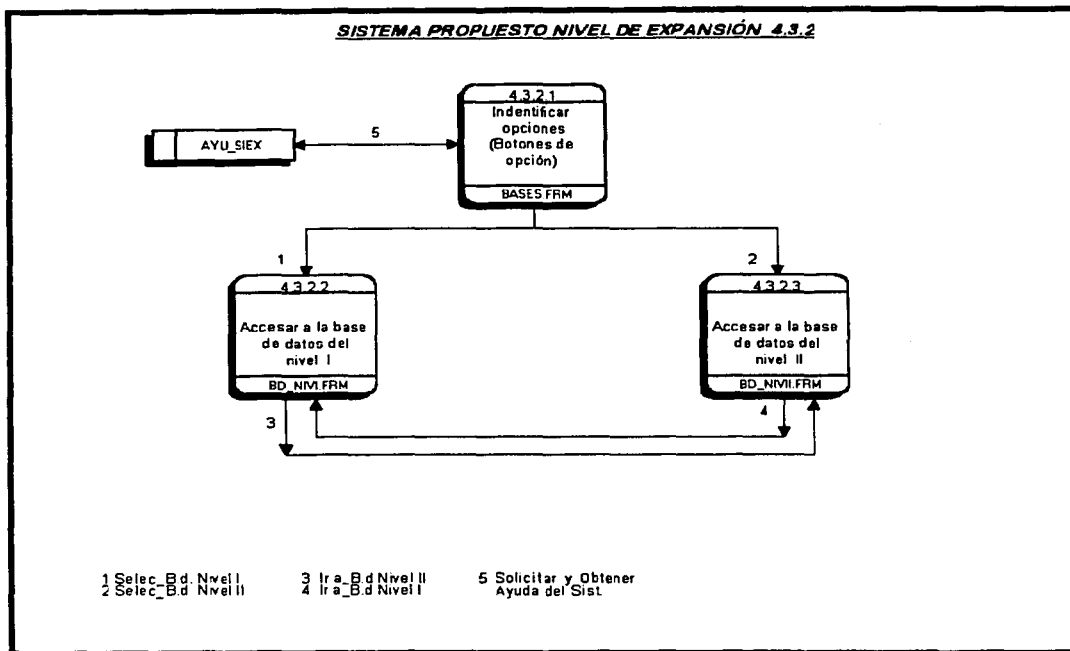 SISTEMA PROPUESTO NIVEL DE EXPANSIÓN 4.3.2
4.3.2.1
Indentificar
opciones
(Botones de
opción)
BASES.FRM
AYU_SIEX
5
1
2
4.3.2.2
Accesar a la base
de datos del
nivel I
BD_NIVI.FRM
4.3.2.3
Accesar a la base
de datos del
nivel II
BD_NIVII.FRM
3
4
1 Selec_B.d. Nivel I
2 Selec_B.d Nivel II
3 Ir a_B.d Nivel II
4 Ir a_B.d Nivel I
5 Solicitar y Obtener
Ayuda del Sist.